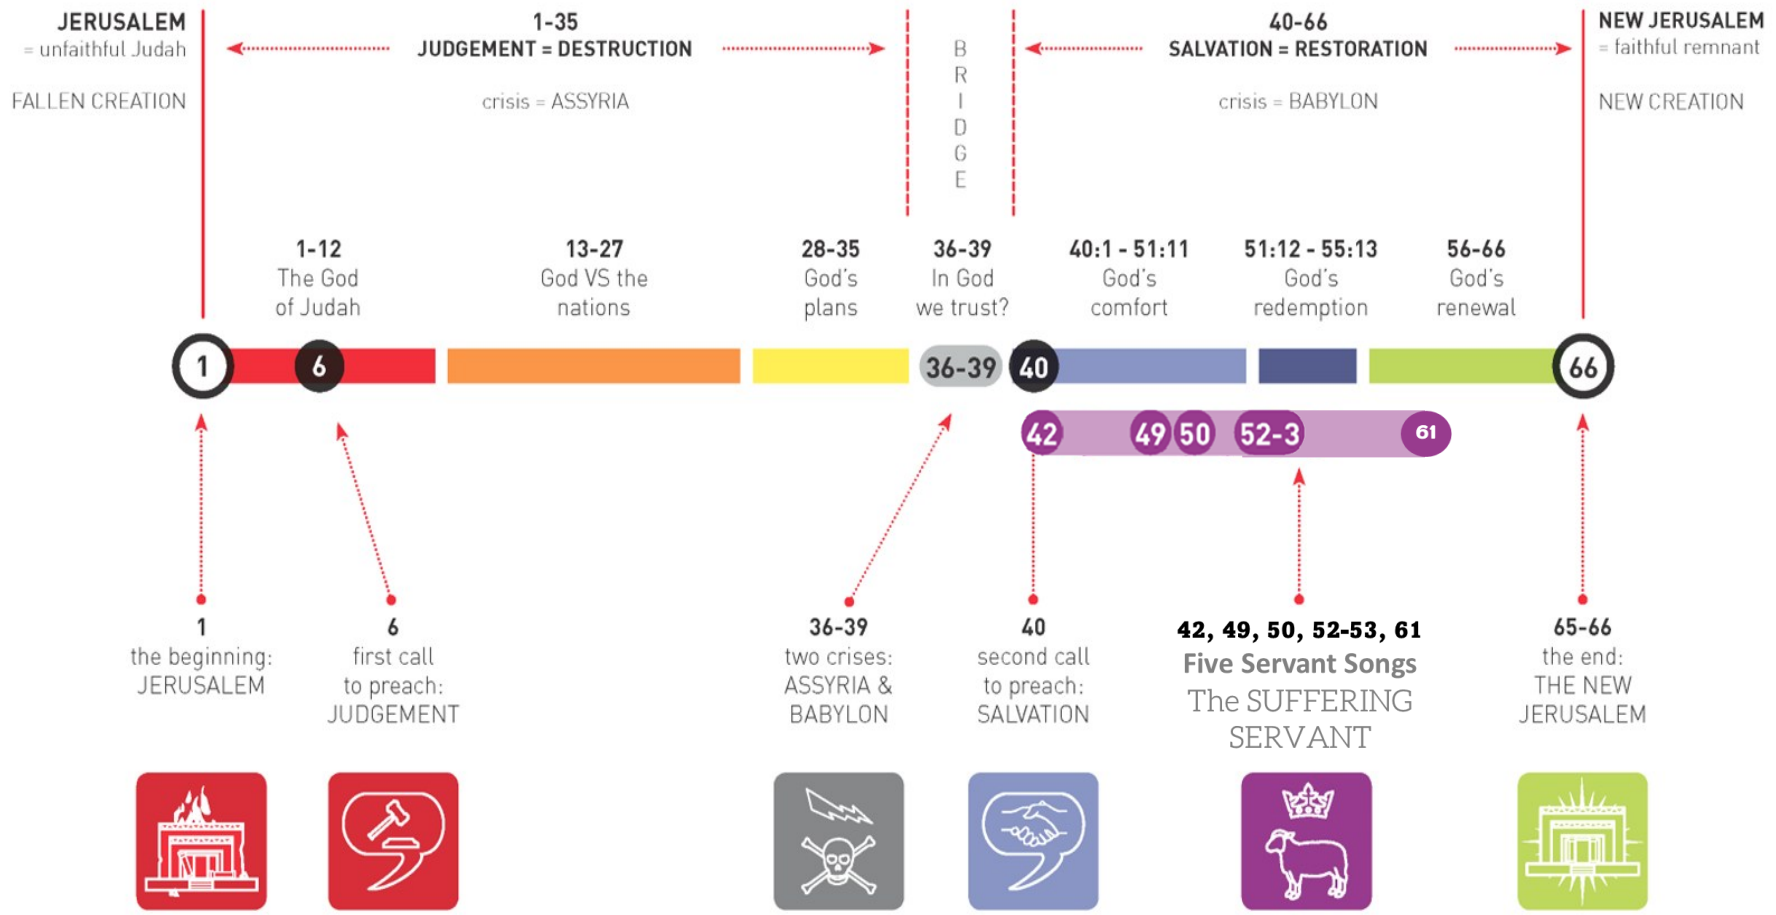 JERUSALEM
= unfaithful Judah
FALLEN CREATION
1-35
JUDGEMENT = DESTRUCTION
crisis = ASSYRIA
B
R
I
D
G
E
40-66
SALVATION = RESTORATION
crisis = BABYLON
NEW JERUSALEM
= faithful remnant
NEW CREATION
1-12
The God
of Judah
13-27
God VS the
nations
28-35
God's
plans
36-39
In God
we trust?
40:1 - 51:11
God's
comfort
51:12 - 55:13
God's
redemption
56-66
God's
renewal
1
6
36-39
40
66
42
49
50
52-3
61
1
the beginning:
JERUSALEM
6
first call
to preach:
JUDGEMENT
36-39
two crises:
ASSYRIA &
BABYLON
40
second call
to preach:
SALVATION
42, 49, 50, 52-53, 61
Five Servant Songs
The SUFFERING
SERVANT
65-66
the end:
THE NEW
JERUSALEM